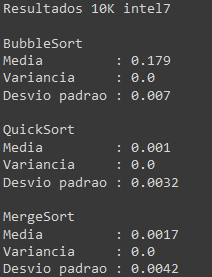 Resultados 10K intel7
BubbleSort
Media : 0.179
Variancia : 0.0
Desvio padrao : 0.007
QuickSort
Media : 0.001
Variancia : 0.0
Desvio padrao : 0.0032
MergeSort
Media : 0.0017
Variancia : 0.0
Desvio padrao : 0.0042